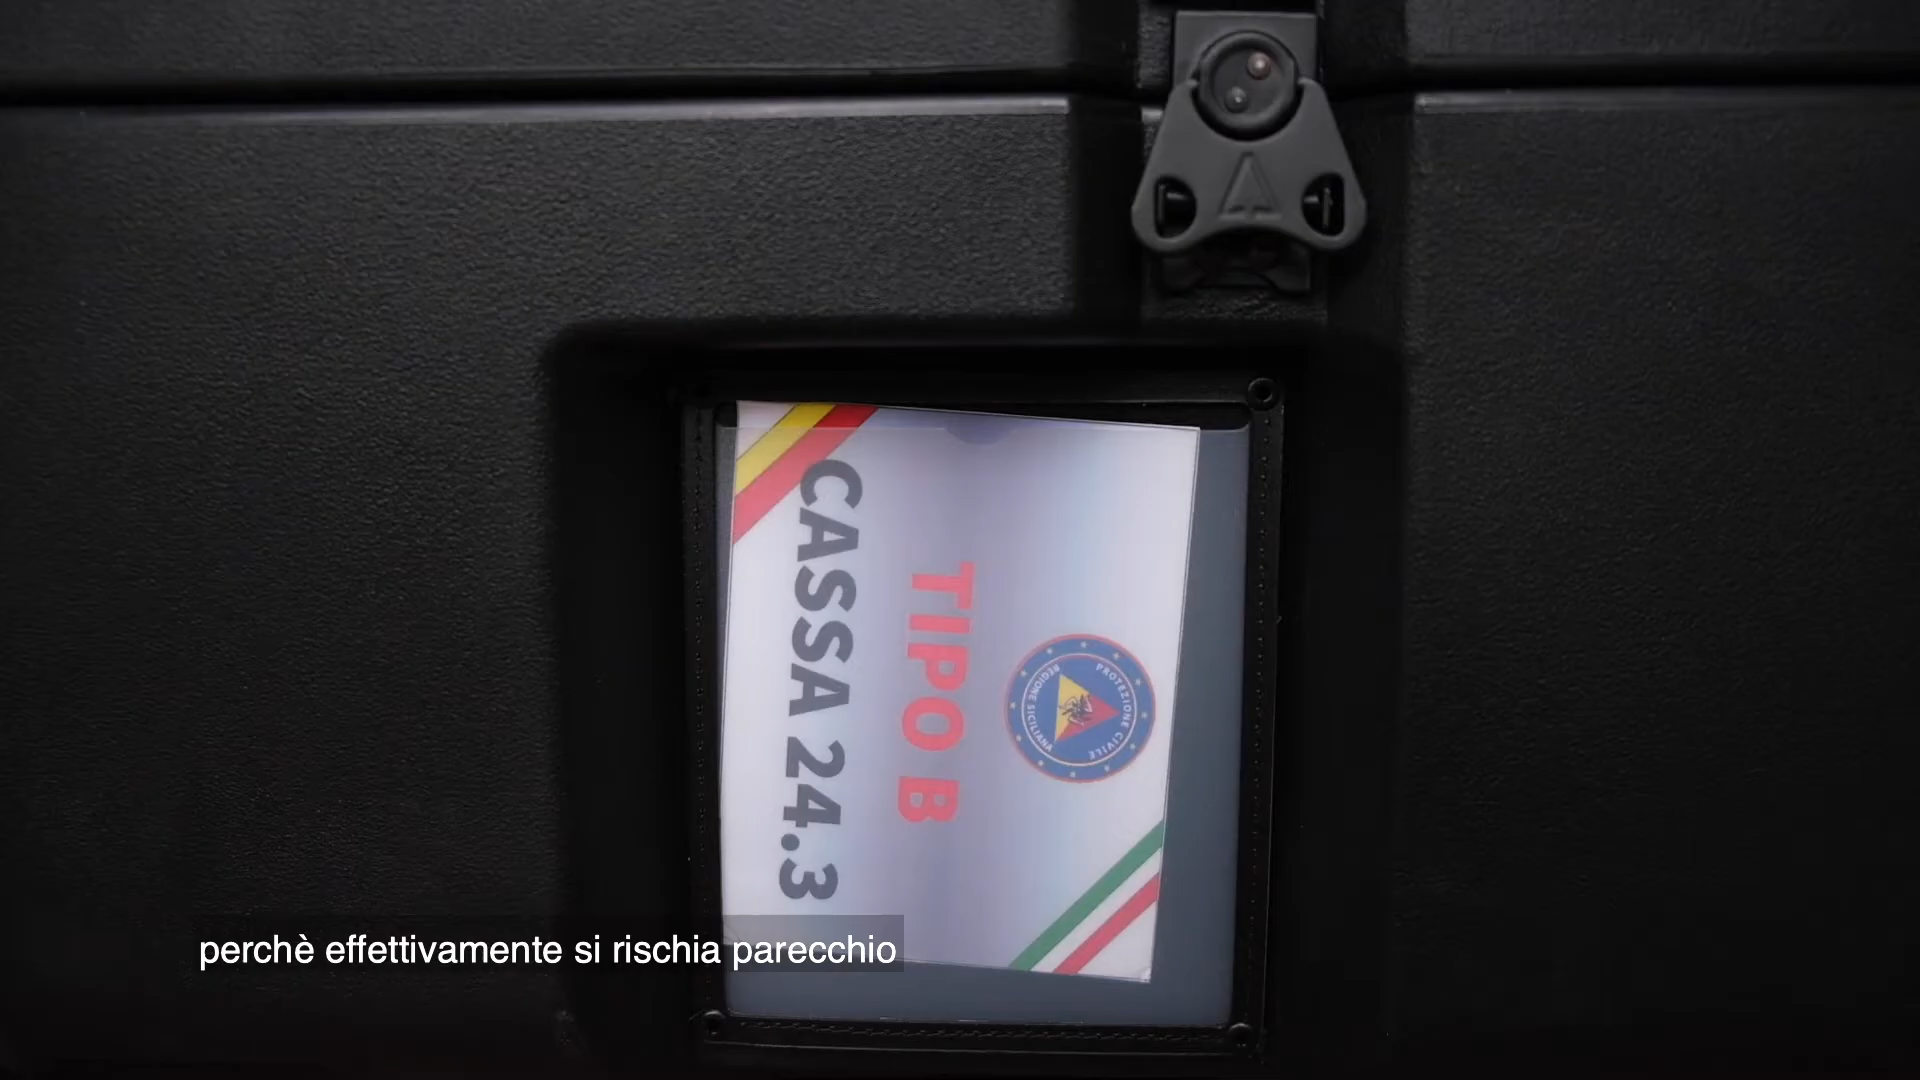 PROTEZIONE CIVILE
REGIONE SICILIANA
TIPO B
CASSA 24.3
perchè effettivamente si rischia parecchio